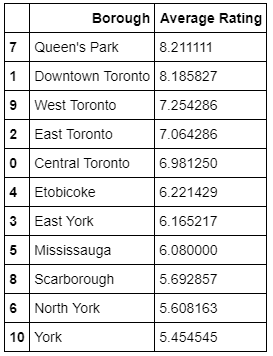 Borough Average Rating
7 Queen's Park 8.211111
1 Downtown Toronto 8.185827
9 West Toronto 7.254286
2 East Toronto 7.064286
0 Central Toronto 6.981250
4 Etobicoke 6.221429
3 East York 6.165217
5 Mississauga 6.080000
8 Scarborough 5.692857
6 North York 5.608163
10 York 5.454545